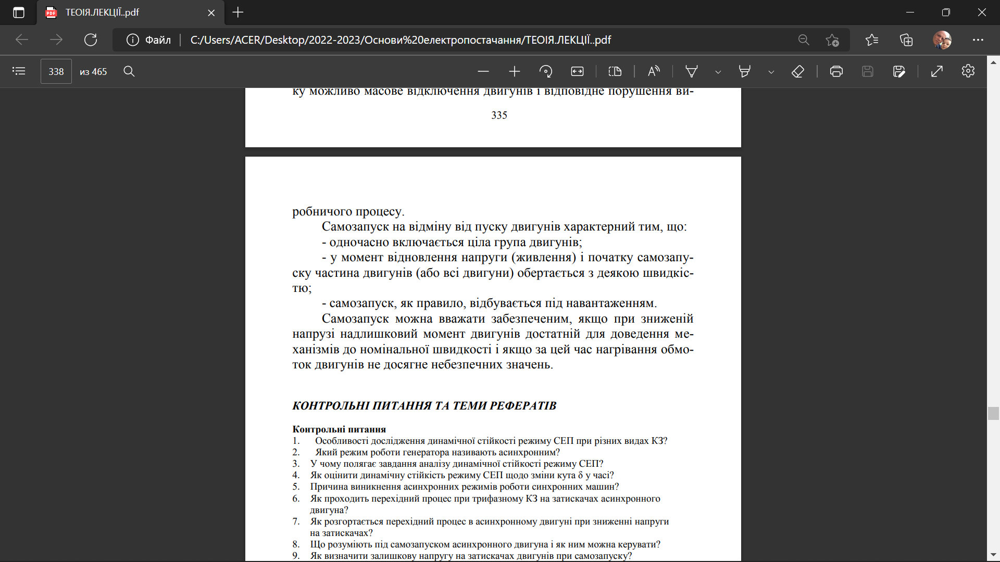 ТЕОІЯ.ЛЕКЦІЇ..pdf
Файл
C:/Users/ACER/Desktop/2022-2023/Основи%20електропостачання/ТЕОІЯ.ЛЕКЦІЇ..pdf
338 из 465
ку можливо масове відключення двигунів і відповідне порушення ви-
335
робничого процесу.
Самозапуск на відміну від пуску двигунів характерний тим, що:
- одночасно включається ціла група двигунів;
- у момент відновлення напруги (живлення) і початку самозапу-
ску частина двигунів (або всі двигуни) обертається з деякою швидкіс-
тю;
- самозапуск, як правило, відбувається під навантаженням.
Самозапуск можна вважати забезпеченим, якщо при зниженій
напрузі надлишковий момент двигунів достатній для доведення ме-
ханізмів до номінальної швидкості і якщо за цей час нагрівання обмо-
ток двигунів не досягне небезпечних значень.
КОНТРОЛЬНІ ПИТАННЯ ТА ТЕМИ РЕФЕРАТІВ
Контрольні питання
1. Особливості дослідження динамічної стійкості режиму СЕП при різних видах КЗ?
2. Який режим роботи генератора називають асинхронним?
3. У чому полягає завдання аналізу динамічної стійкості режиму СЕП?
4. Як оцінити динамічну стійкість режиму СЕП щодо зміни кута δ у часі?
5. Причина виникнення асинхронних режимів роботи синхронних машин?
6. Як проходить перехідний процес при трифазному КЗ на затискачах асинхронного
двигуна?
7. Як розгортається перехідний процес в асинхронному двигуні при зниженні напруги
на затискачах?
8. Що розуміють під самозапуском асинхронного двигуна і як ним можна керувати?
9. Як визначити залишкову напругу на затискачах двигунів при самозапуску?